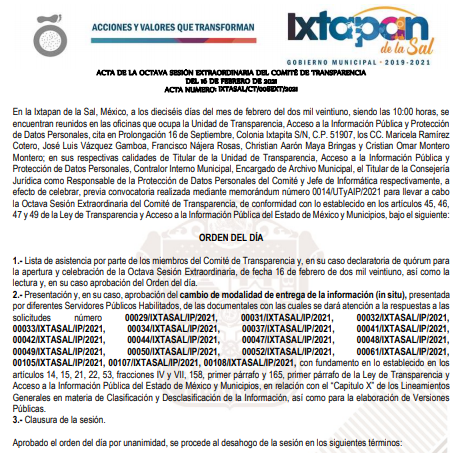 ACCIONES Y VALORES QUE TRANSFORMAN
Ixtapan
de la Sal
GOBIERNO MUNICIPAL • 2019-2021
ACTA DE LA OCTAVA SESIÓN EXTRAORDINARIA DEL COMITÉ DE TRANSPARENCIA
DEL 16 DE FEBRERO DE 2021
ACTA NUMERO: IXTASAL/CT/008EXT/2021
En la Ixtapan de la Sal, México, a los dieciséis días del mes de febrero del dos mil veintiuno, siendo las 10:00 horas, se
encuentran reunidos en las oficinas que ocupa la Unidad de Transparencia, Acceso a la Información Pública y Protección
de Datos Personales, cita en Prolongación 16 de Septiembre, Colonia Ixtapita S/N, C.P. 51907, los CC. Maricela Ramírez
Cotero, José Luis Vázquez Gamboa, Francisco Nájera Rosas, Christian Aarón Maya Bringas y Cristian Omar Montero
Montero; en sus respectivas calidades de Titular de la Unidad de Transparencia, Acceso a la Información Pública y
Protección de Datos Personales, Contralor Interno Municipal, Encargado de Archivo Municipal, el Titular de la Consejería
Jurídica como Responsable de la Protección de Datos Personales del Comité y Jefe de Informática respectivamente, a
efecto de celebrar, previa convocatoria realizada mediante memorándum número 0014/UTyAIP/2021 para llevar a cabo
la Octava Sesión Extraordinaria del Comité de Transparencia, de conformidad con lo establecido en los artículos 45, 46,
47 y 49 de la Ley de Transparencia y Acceso a la Información Pública del Estado de México y Municipios, bajo el siguiente:
ORDEN DEL DÍA
1.- Lista de asistencia por parte de los miembros del Comité de Transparencia y, en su caso declaratoria de quórum para
la apertura y celebración de la Octava Sesión Extraordinaria, de fecha 16 de febrero de dos mil veintiuno, así como la
lectura y, en su caso aprobación del Orden del día.
2.- Presentación y, en su caso, aprobación del cambio de modalidad de entrega de la información (in situ), presentada
por diferentes Servidores Públicos Habilitados, de las documentales con las cuales se dará atención a la respuestas a las
solicitudes número 00029/IXTASAL/IP/2021, 00031/IXTASAL/IP/2021, 00032/IXTASAL/IP/2021,
00033/IXTASAL/IP/2021, 00034/IXTASAL/IP/2021, 00037/IXTASAL/IP/2021, 00041/IXTASAL/IP/2021,
00042/IXTASAL/IP/2021, 00044/IXTASAL/IP/2021, 00047/IXTASAL/IP/2021, 00048/IXTASAL/IP/2021,
00049/IXTASAL/IP/2021, 00050/IXTASAL/IP/2021, 00052/IXTASAL/IP/2021, 00061/IXTASAL/IP/2021,
00105/IXTASAL/IP/2021, 00107/IXTASAL/IP/2021, 00108/IXTASAL/IP/2021, con fundamento en lo establecido en los
artículos 14, 15, 21, 22, 53, fracciones IV y VII, 158, primer párrafo y 165, primer párrafo de la Ley de Transparencia y
Acceso a la Información Pública del Estado de México y Municipios, en relación con el "Capitulo X" de los Lineamientos
Generales en materia de Clasificación y Desclasificación de la Información, así como para la elaboración de Versiones
Públicas.
3.- Clausura de la sesión.
Aprobado el orden del día por unanimidad, se procede al desahogo de la sesión en los siguientes términos: